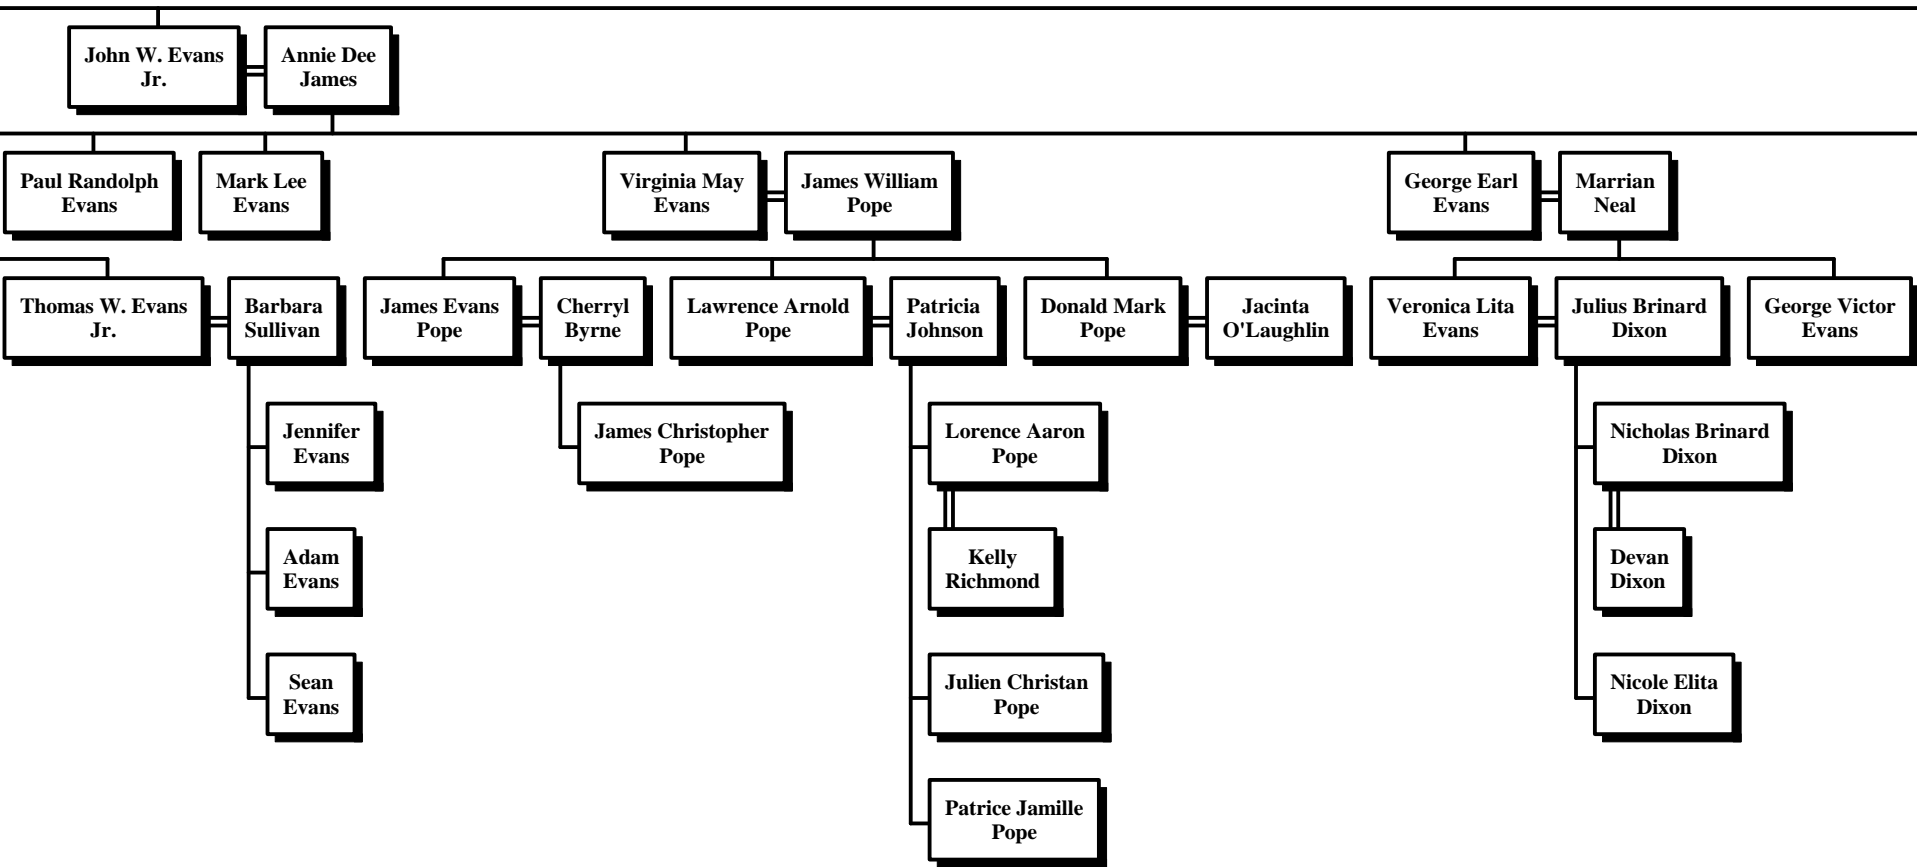 John W. Evans
Jr.
Annie Dee
James
Paul Randolph
Evans
Mark Lee
Evans
Virginia May
Evans
James William
Pope
George Earl
Evans
Marrian
Neal
Thomas W. Evans
Jr.
Barbara
Sullivan
James Evans
Pope
Cherryl
Byrne
Lawrence Arnold
Pope
Patricia
Johnson
Donald Mark
Pope
Jacinta
O'Laughlin
Veronica Lita
Evans
Julius Brinard
Dixon
George Victor
Evans
Jennifer
Evans
James Christopher
Pope
Lorence Aaron
Pope
Nicholas Brinard
Dixon
Adam
Evans
Kelly
Richmond
Devan
Dixon
Sean
Evans
Julien Christan
Pope
Nicole Elita
Dixon
Patrice Jamille
Pope